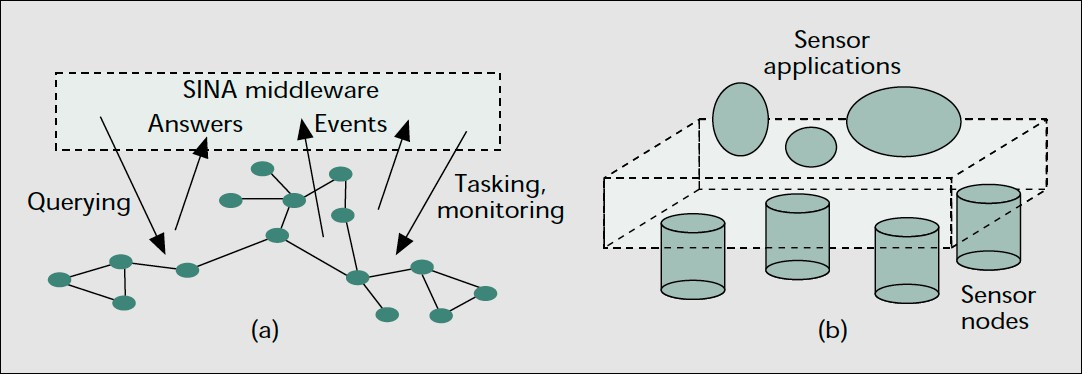 SINA middleware
Answers
Events
Querying
Tasking,
monitoring
(a)
Sensor
applications
Sensor
nodes
(b)